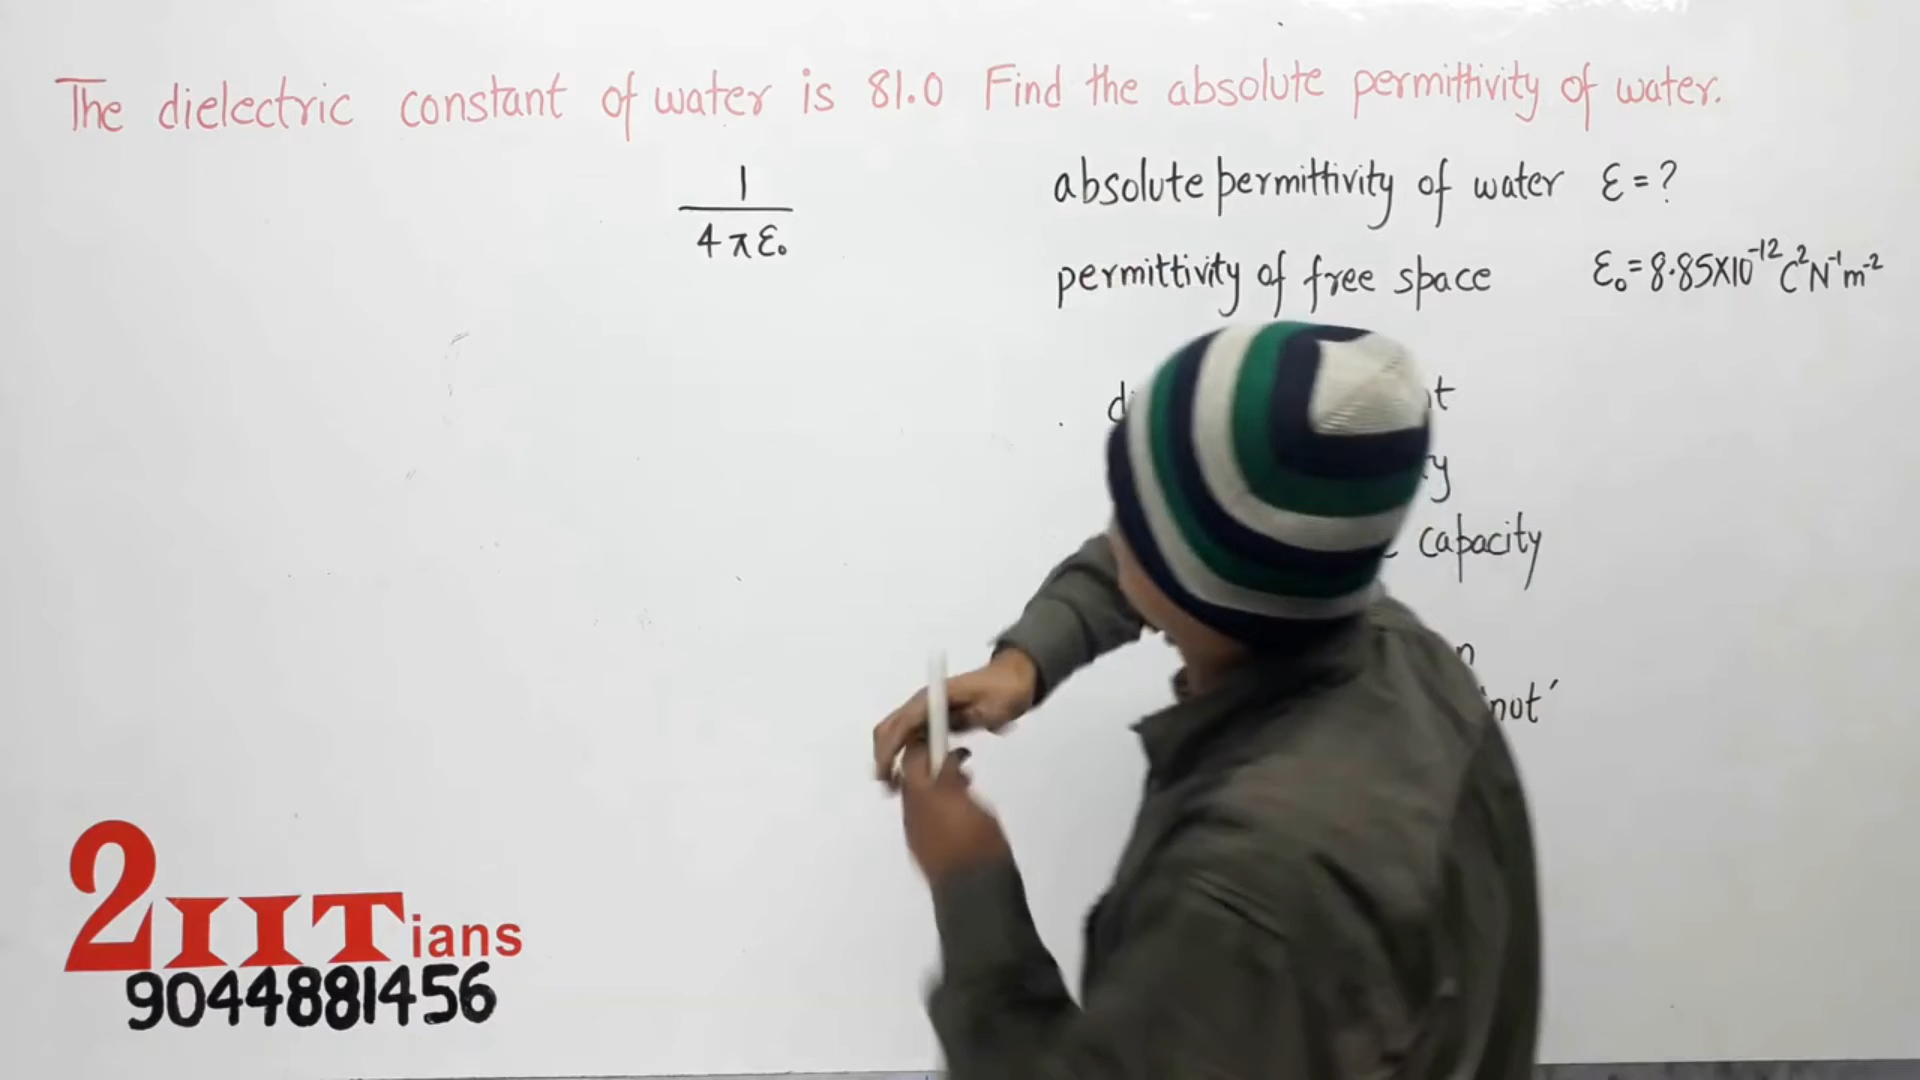 The dielectric constant of water is 81.0 Find the absolute permittivity of water.
1
4πε₀
absolute permittivity of water ε = ?
permittivity of free space ε₀ = 8.85×10⁻¹² C²N⁻¹m⁻²
capacity
2IITians
9044881456